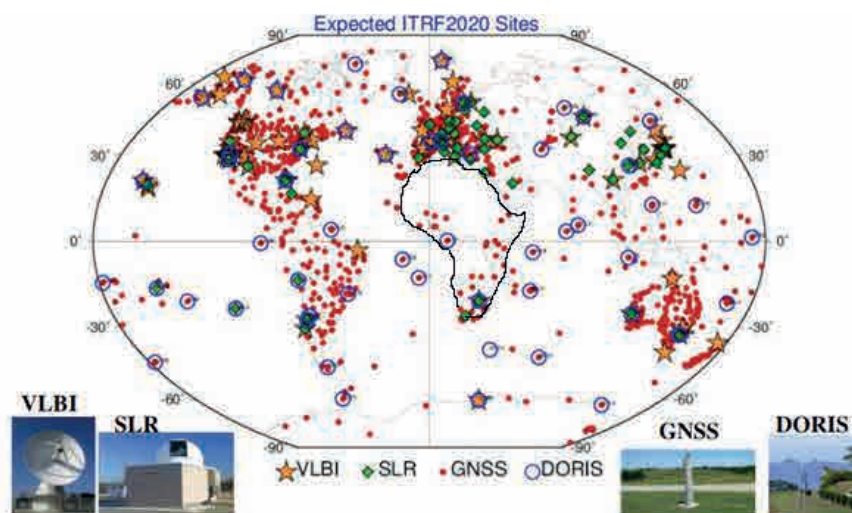 Expected ITRF2020 Sites
90˚ 90˚
60˚ 60˚
30˚ 30˚
0˚ 0˚
-30˚ -30˚
-60˚ -60˚
-90˚ -90˚
VLBI
SLR
GNSS
DORIS
VLBI SLR GNSS DORIS